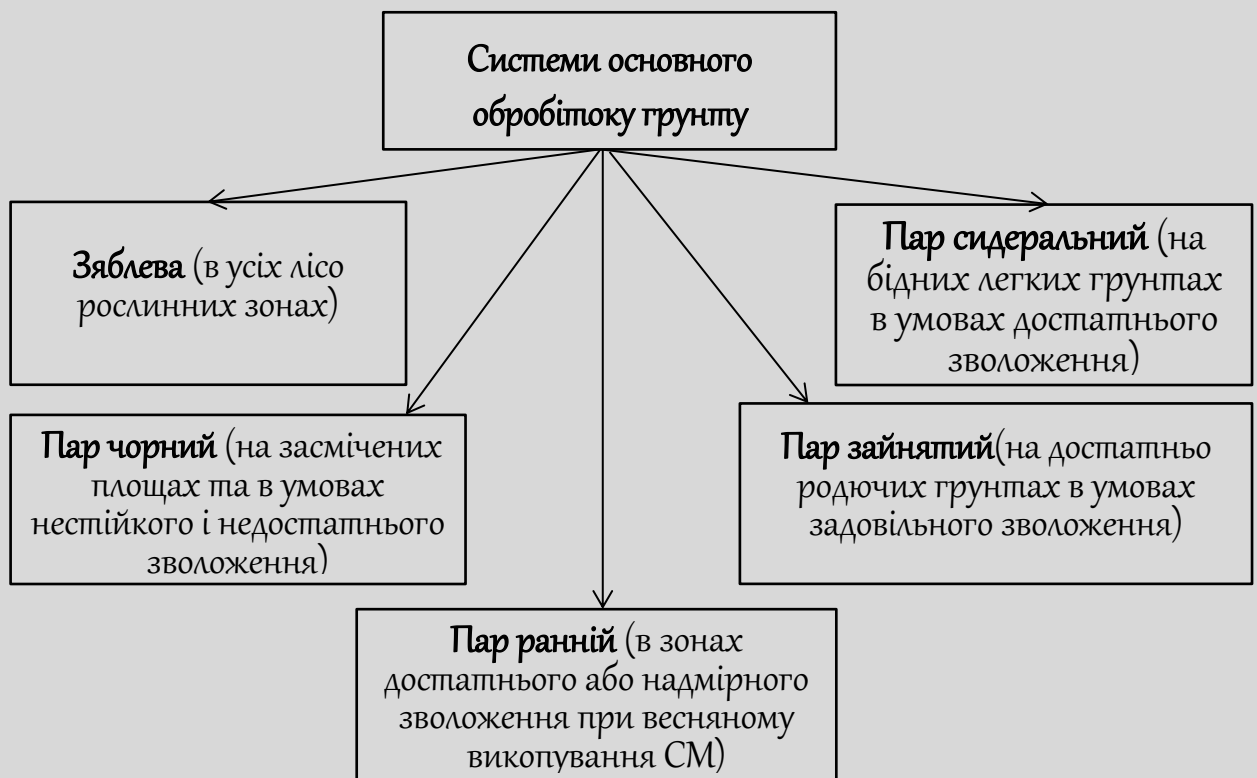 Системи основного
обробітоку грунту
Зяблева (в усіх лісо
рослинних зонах)
Пар сидеральний (на
бідних легких грунтах
в умовах достатнього
зволоження)
Пар чорний (на засмічених
площах та в умовах
нестійкого і недостатнього
зволоження)
Пар зайнятий(на достатньо
родючих грунтах в умовах
задовільного зволоження)
Пар ранній (в зонах
достатнього або надмірного
зволоження при весняному
викопування СМ)